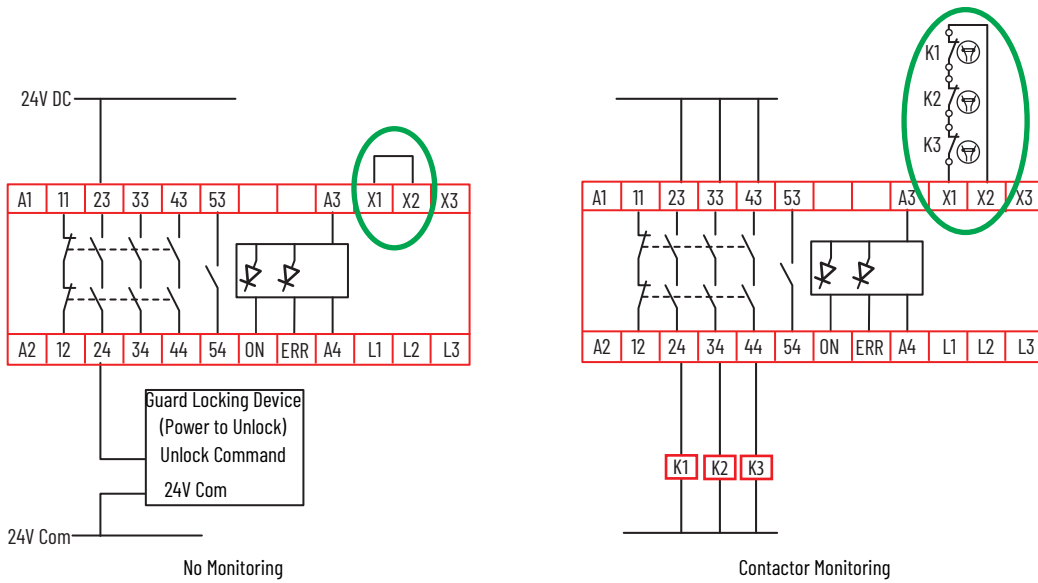 K1
K2
K3
24V DC
A1 11 23 33 43 53 A3 X1 X2 X3
A1 11 23 33 43 53 A3 X1 X2 X3
A2 12 24 34 44 54 ON ERR A4 L1 L2 L3
A2 12 24 34 44 54 ON ERR A4 L1 L2 L3
Guard Locking Device
(Power to Unlock)
Unlock Command
24V Com
K1 K2 K3
24V Com
No Monitoring
Contactor Monitoring